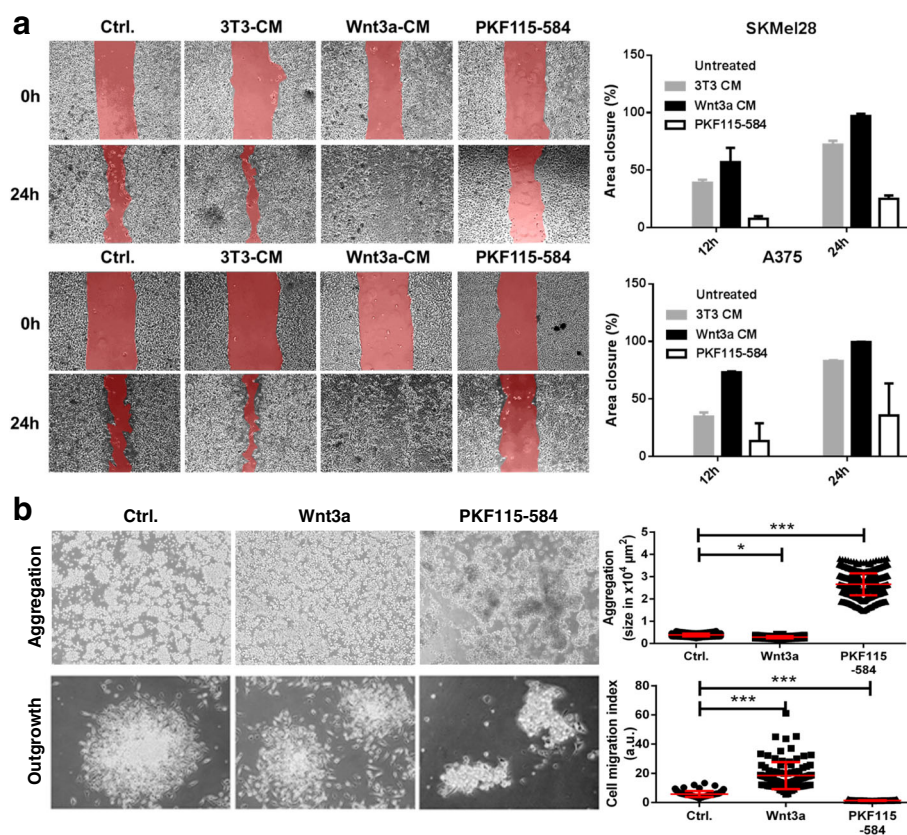 a
Ctrl. 3T3-CM Wnt3a-CM PKF115-584
0h
24h
Ctrl. 3T3-CM Wnt3a-CM PKF115-584
0h
24h
SKMel28
Untreated
3T3 CM
Wnt3a CM
PKF115-584
Area closure (%)
150
100
50
0
12h 24h
A375
Untreated
3T3 CM
Wnt3a CM
PKF115-584
Area closure (%)
150
100
50
0
12h 24h
b
Ctrl. Wnt3a PKF115-584
Aggregation
Outgrowth
Aggregation
(size in x10⁴ µm²)
5
4
3
2
1
0
***
*
Ctrl. Wnt3a PKF115
-584
Cell migration index
(a.u.)
80
60
40
20
0
***
***
Ctrl. Wnt3a PKF115
-584